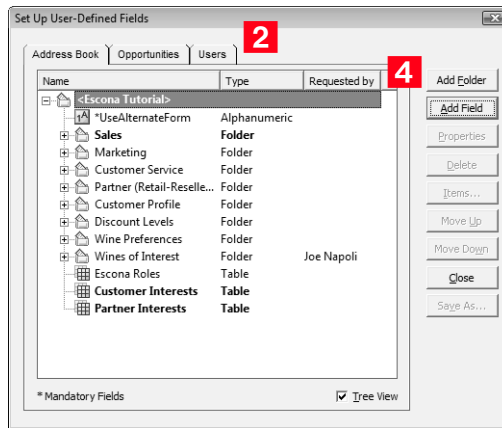 Set Up User-Defined Fields
2
Address Book Opportunities Users
4
Name Type Requested by
<Escona Tutorial>
*UseAlternateForm Alphanumeric
Sales Folder
Marketing Folder
Customer Service Folder
Partner (Retail-Reselle... Folder
Customer Profile Folder
Discount Levels Folder
Wine Preferences Folder
Wines of Interest Folder Joe Napoli
Escona Roles Table
Customer Interests Table
Partner Interests Table
* Mandatory Fields Tree View
Add Folder
Add Field
Properties
Delete
Items...
Move Up
Move Down
Close
Save As...